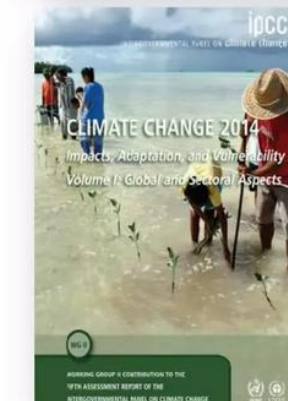 ipcc
INTERGOVERNMENTAL PANEL ON climate change
CLIMATE CHANGE 2014
Impacts, Adaptation, and Vulnerability
Volume I: Global and Sectoral Aspects
WG II
WORKING GROUP II CONTRIBUTION TO THE
FIFTH ASSESSMENT REPORT OF THE
INTERGOVERNMENTAL PANEL ON CLIMATE CHANGE